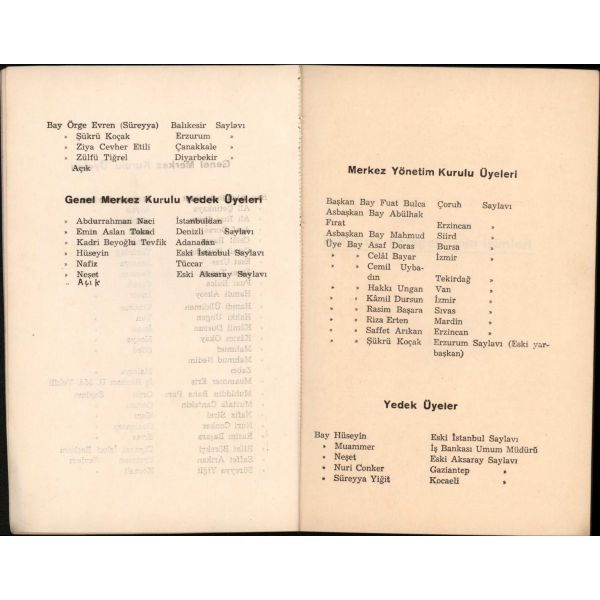 Bay Örge Evren (Süreyya) Balıkesir Saylavı
» Şükrü Koçak Erzurum »
» Ziya Cevher Etili Çanakkale »
» Zülfü Tiğrel Diyarbekir »
Açık
Genel Merkez Kurulu Yedek Üyeleri
» Abdurrahman Naci İstanbuldan
» Emin Aslan Tokad Denizli Saylavı
» Kadri Beyoğlu Tevfik Adanadan
» Hüseyin Eski İstanbul Saylavı
» Nafiz Tüccar
» Neşet Eski Aksaray Saylavı
» Açık
Merkez Yönetim Kurulu Üyeleri
Başkan Bay Fuat Bulca Çoruh Saylavı
Asbaşkan Bay Abülhak
Fırat Erzincan »
Asbaşkan Bay Mahmud Siird »
Üye Bay Asaf Doras Bursa »
» » Celâl Bayar İzmir »
» » Cemil Uyba-
dın Tekirdağ »
» » Hakkı Ungan Van »
» » Kâmil Dursun İzmir »
» » Rasim Başara Sıvas »
» » Riza Erten Mardin »
» » Saffet Arıkan Erzincan »
» » Şükrü Koçak Erzurum Saylavı (Eski yar-
başkan)
Yedek Üyeler
Bay Hüseyin Eski İstanbul Saylavı
» Muammer İş Bankası Umum Müdürü
» Neşet Eski Aksaray Saylavı
» Nuri Conker Gaziantep »
» Süreyya Yiğit Kocaeli »